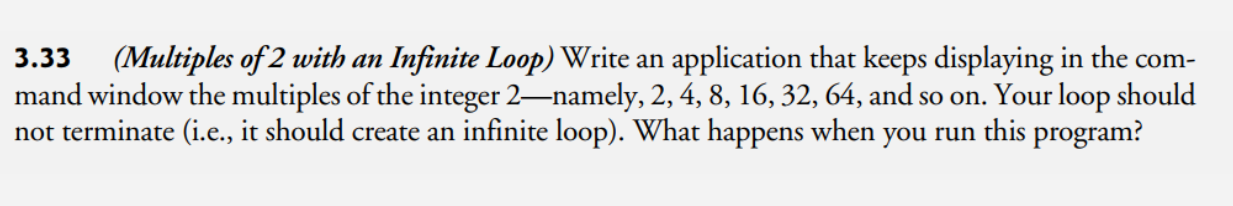 3.33 (Multiples of 2 with an Infinite Loop) Write an application that keeps displaying in the com-
mand window the multiples of the integer 2—namely, 2, 4, 8, 16, 32, 64, and so on. Your loop should
not terminate (i.e., it should create an infinite loop). What happens when you run this program?